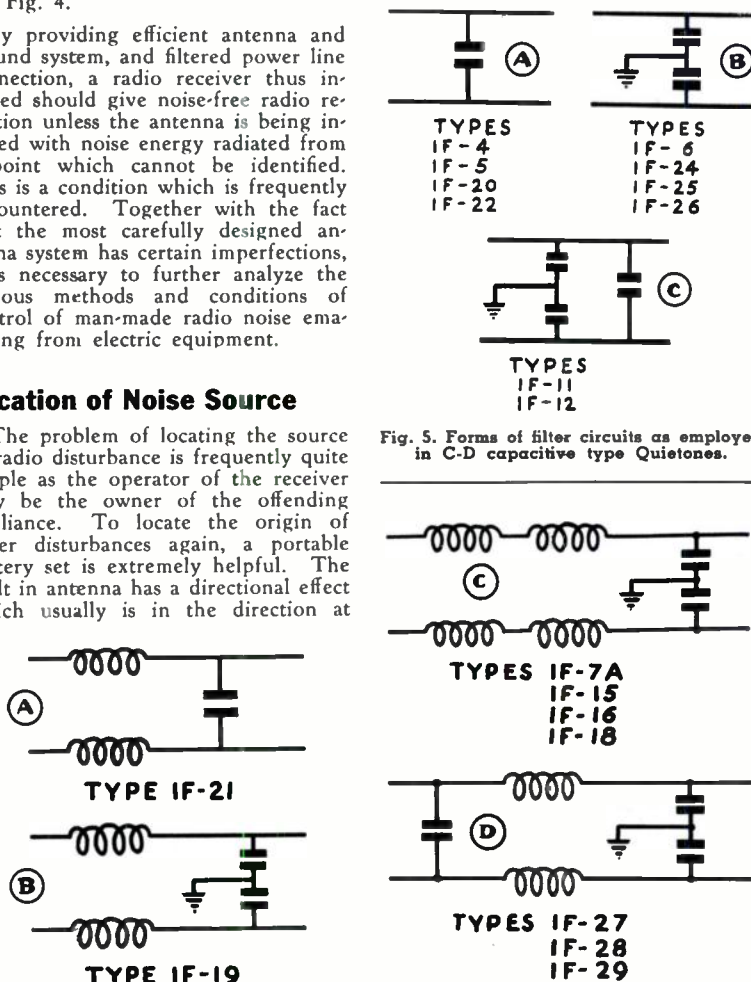 Fig. 4.
y providing efficient antenna and
und system, and filtered power line
nection, a radio receiver thus in-
ed should give noise-free radio re-
tion unless the antenna is being in-
ed with noise energy radiated from
point which cannot be identified.
s is a condition which is frequently
ountered. Together with the fact
t the most carefully designed an-
na system has certain imperfections,
s necessary to further analyze the
ous methods and conditions of
trol of man-made radio noise ema-
ng from electric equipment.
cation of Noise Source
The problem of locating the source
radio disturbance is frequently quite
ple as the operator of the receiver
y be the owner of the offending
liance. To locate the origin of
er disturbances again, a portable
tery set is extremely helpful. The
lt in antenna has a directional effect
ich usually is in the direction at
A
TYPE IF-21
B
TYPE IF-19
A
TYPES
IF-4
IF-5
IF-20
IF-22
B
TYPES
IF-6
IF-24
IF-25
IF-26
C
TYPES
IF-11
IF-12
Fig. 5. Forms of filter circuits as employe
in C-D capacitive type Quietones.
C
TYPES IF-7A
IF-15
IF-16
IF-18
D
TYPES IF-27
IF-28
IF-29